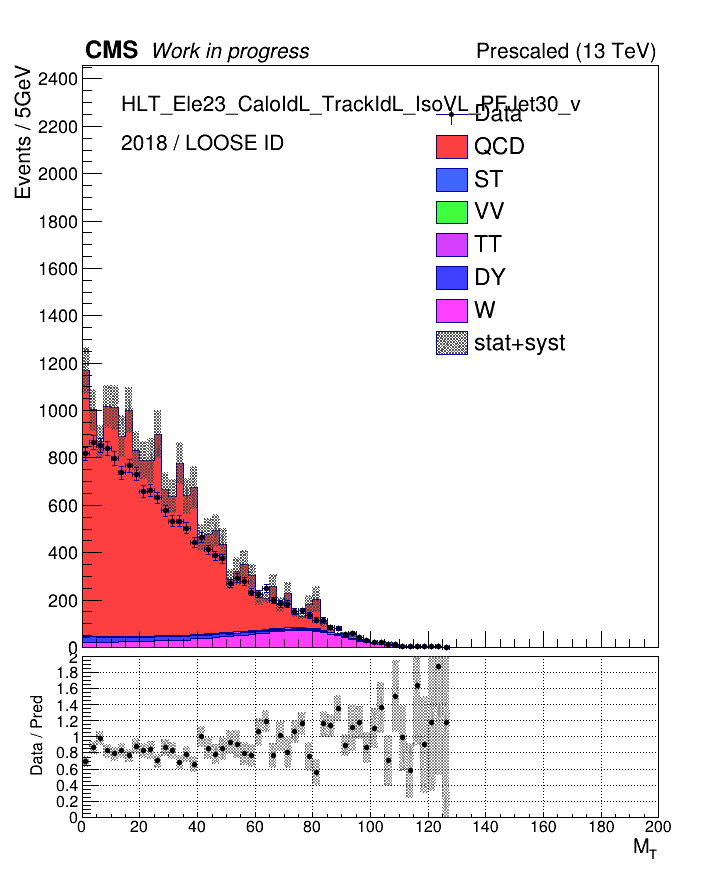 CMS Work in progress Prescaled (13 TeV)
Events / 5GeV
2400
2200
2000
1800
1600
1400
1200
1000
800
600
400
200
0
HLT_Ele23_CaloIdL_TrackIdL_IsoVL_PFJet30_v
2018 / LOOSE ID
Data
QCD
ST
VV
TT
DY
W
stat+syst
Data / Pred
2
1.8
1.6
1.4
1.2
1
0.8
0.6
0.4
0.2
0
0 20 40 60 80 100 120 140 160 180 200
M_T